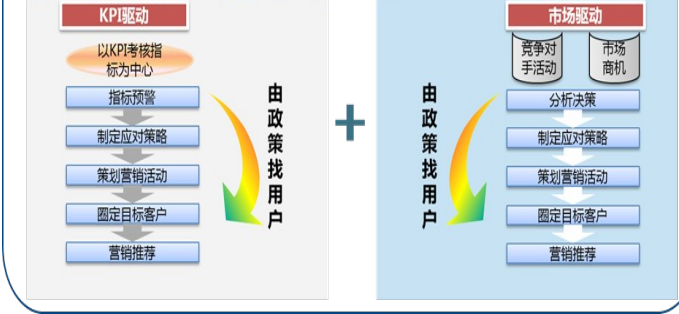 KPI驱动
以KPI考核指
标为中心
指标预警
制定应对策略
策划营销活动
圈定目标客户
营销推荐
由政策找用户
+
市场驱动
竞争对
手活动
市场
商机
分析决策
制定应对策略
策划营销活动
圈定目标客户
营销推荐
由政策找用户